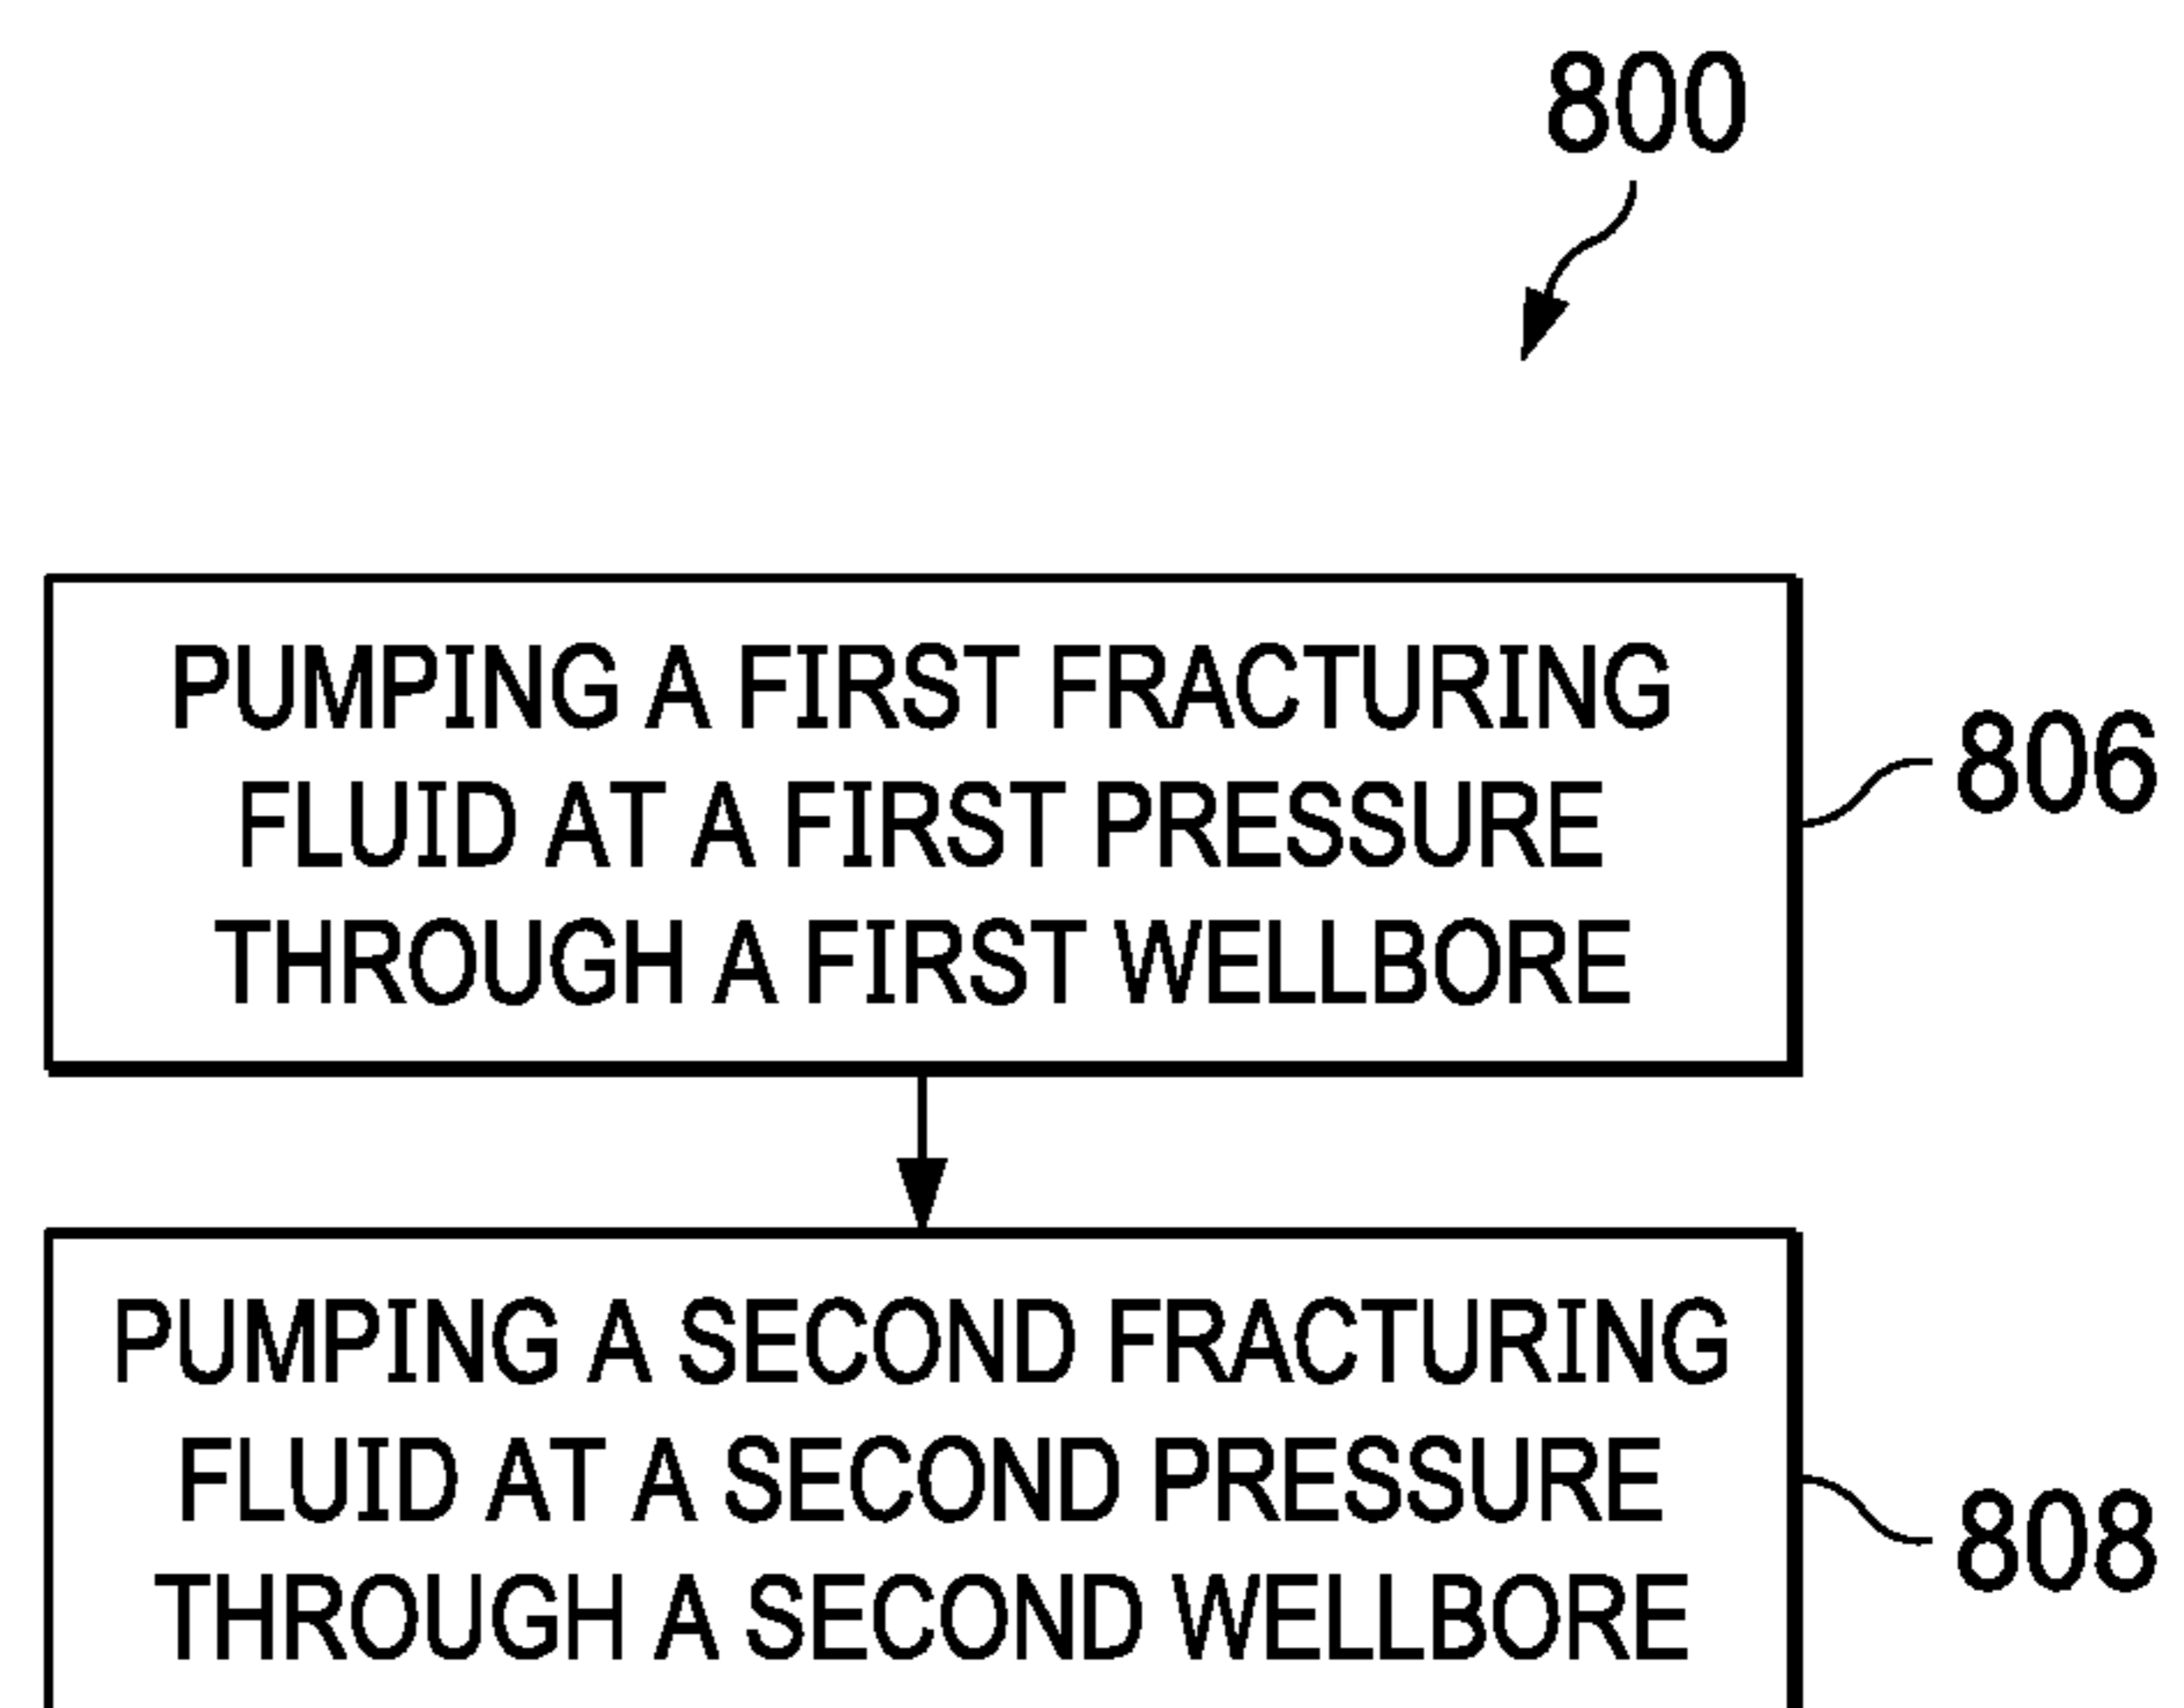 800
PUMPING A FIRST FRACTURING
FLUID AT A FIRST PRESSURE
THROUGH A FIRST WELLBORE
806
PUMPING A SECOND FRACTURING
FLUID AT A SECOND PRESSURE
THROUGH A SECOND WELLBORE
808